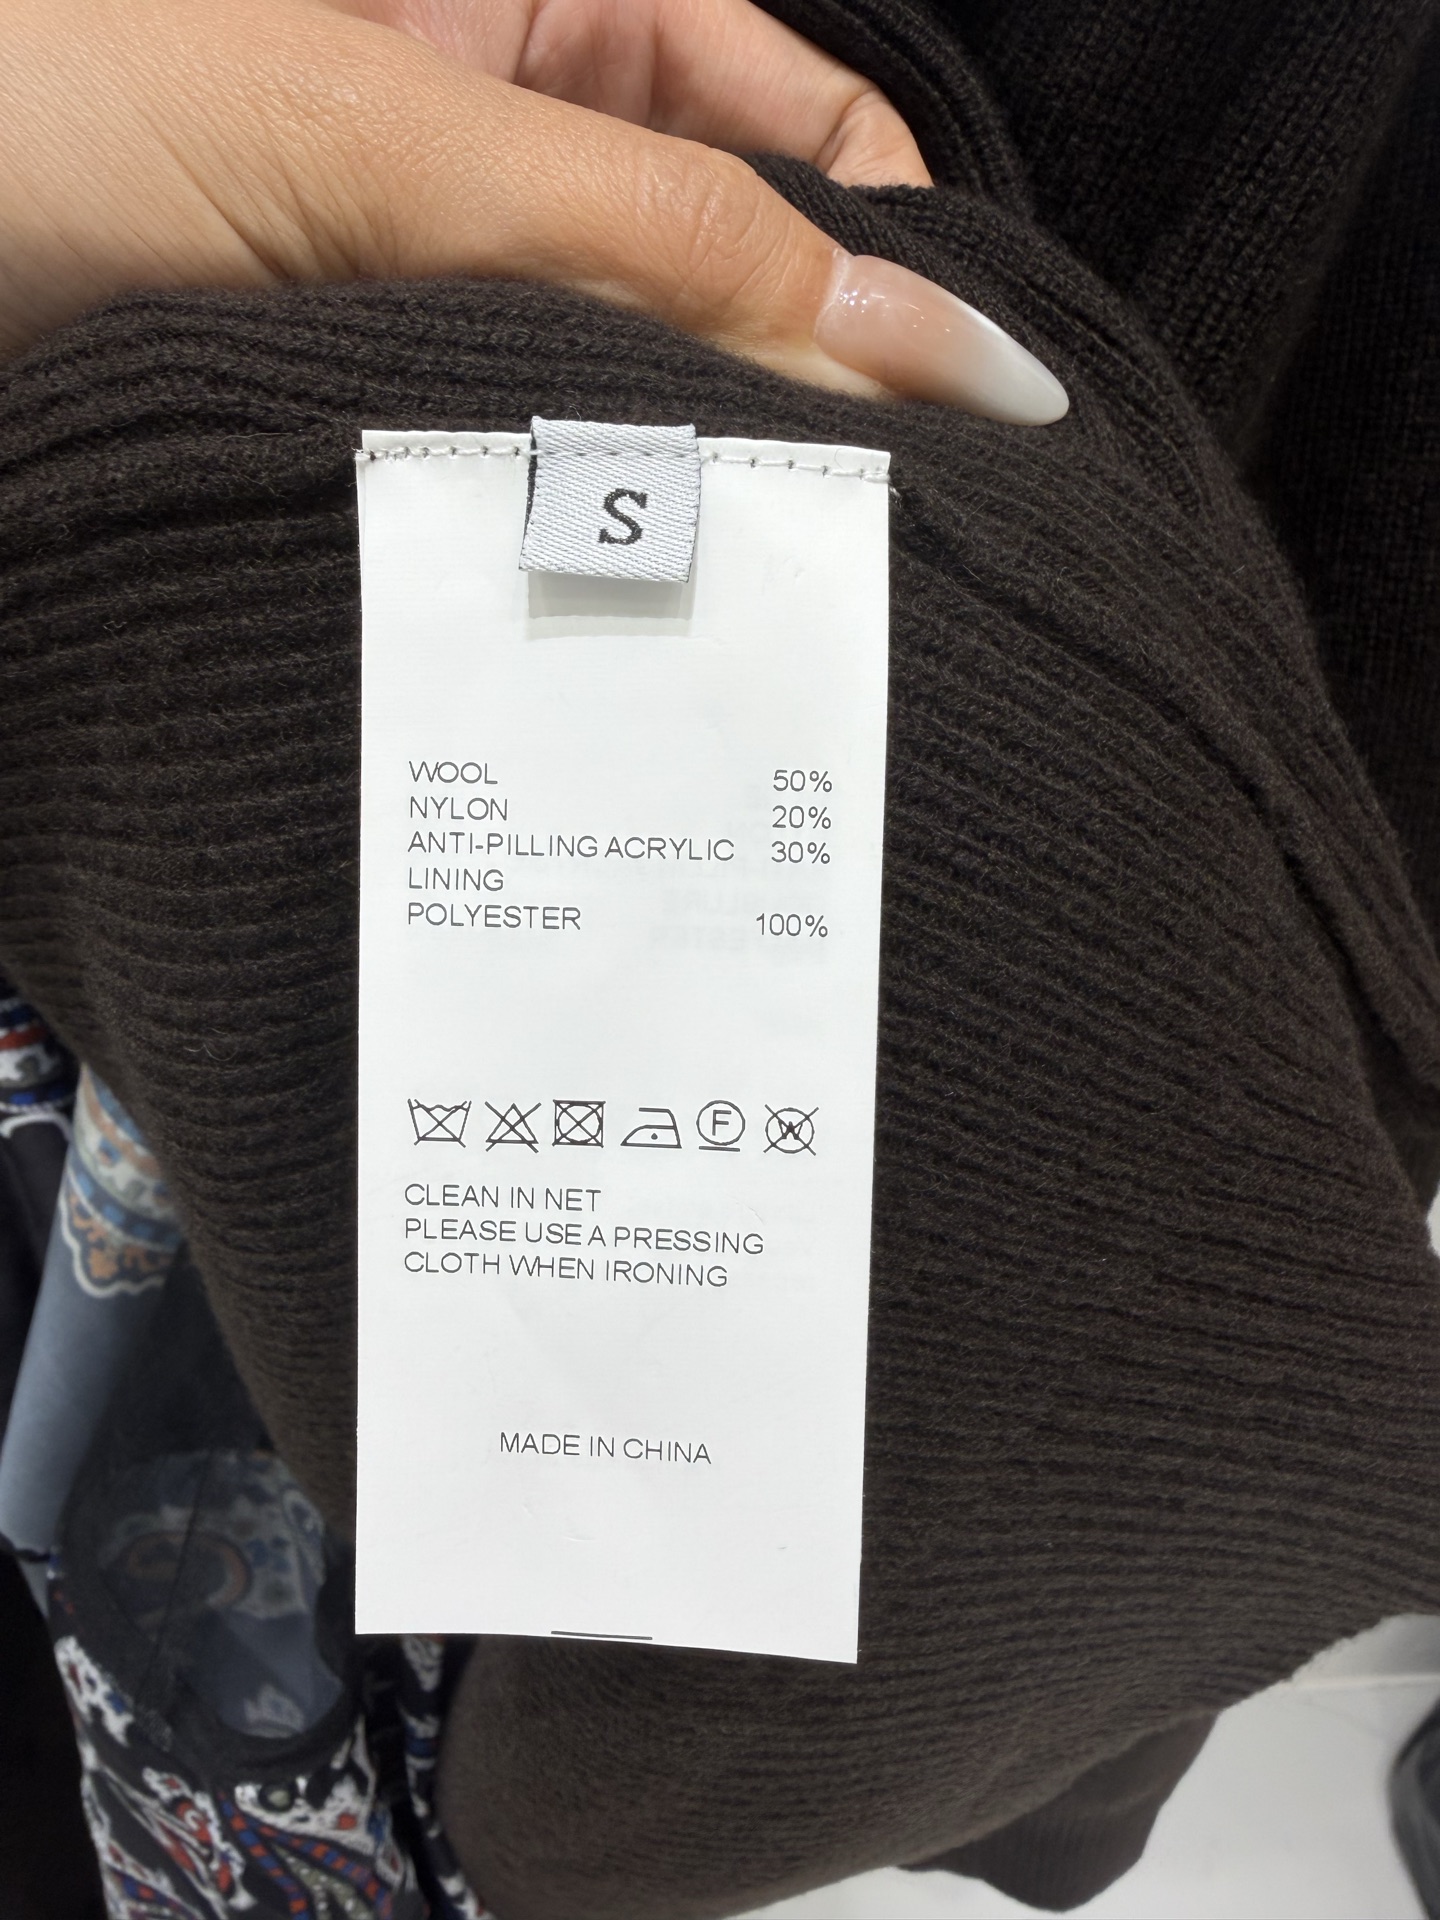 S
WOOL 50%
NYLON 20%
ANTI-PILLING ACRYLIC 30%
LINING
POLYESTER 100%
F W
CLEAN IN NET
PLEASE USE A PRESSING
CLOTH WHEN IRONING
MADE IN CHINA